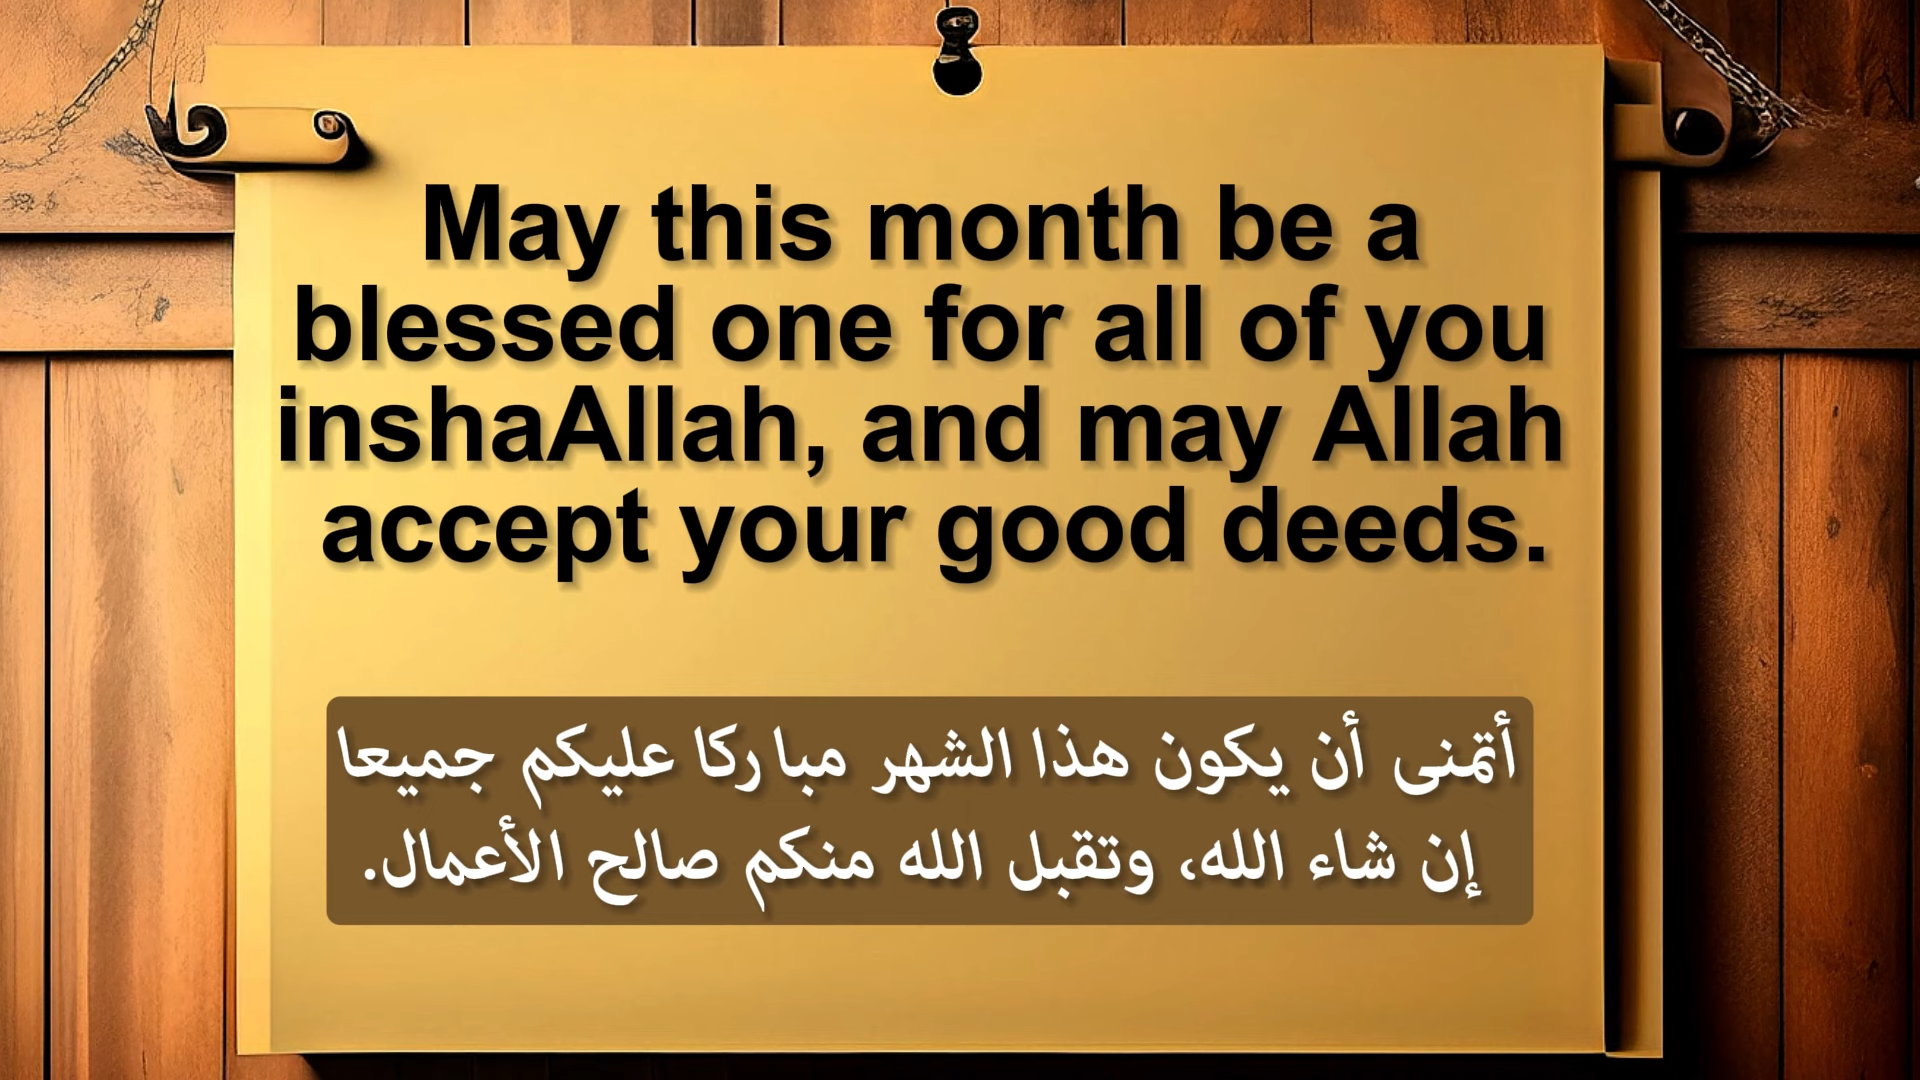 May this month be a
blessed one for all of you
inshaAllah, and may Allah
accept your good deeds.
أتمنى أن يكون هذا الشهر مباركا عليكم جميعا
إن شاء الله، وتقبل الله منكم صالح الأعمال.